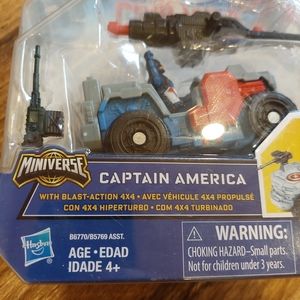 MINIVERSE
CAPTAIN AMERICA
WITH BLAST-ACTION 4X4 • AVEC VÉHICULE 4X4 PROPULSÉ
CON 4X4 HIPERTURBO • COM 4X4 TURBINADO
Hasbro
B6770/B5769 ASST.
AGE • EDAD
IDADE 4+
WARNING:
CHOKING HAZARD–Small parts.
Not for children under 3 years.